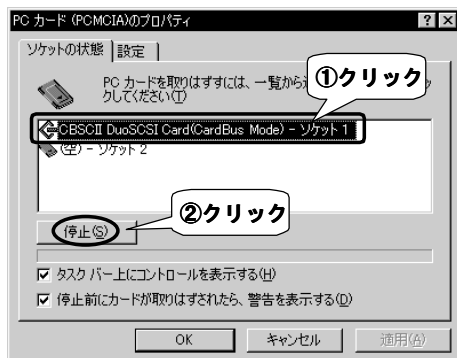 PC カード (PCMCIA)のプロパティ
ソケットの状態 設定
PC カードを取りはずすには、一覧から
クしてください(T)
①クリック
CBSCII DuoSCSI Card(CardBus Mode) - ソケット 1
(空) - ソケット 2
②クリック
停止(S)
タスク バー上にコントロールを表示する(H)
停止前にカードが取りはずされたら、警告を表示する(D)
OK キャンセル 適用(A)